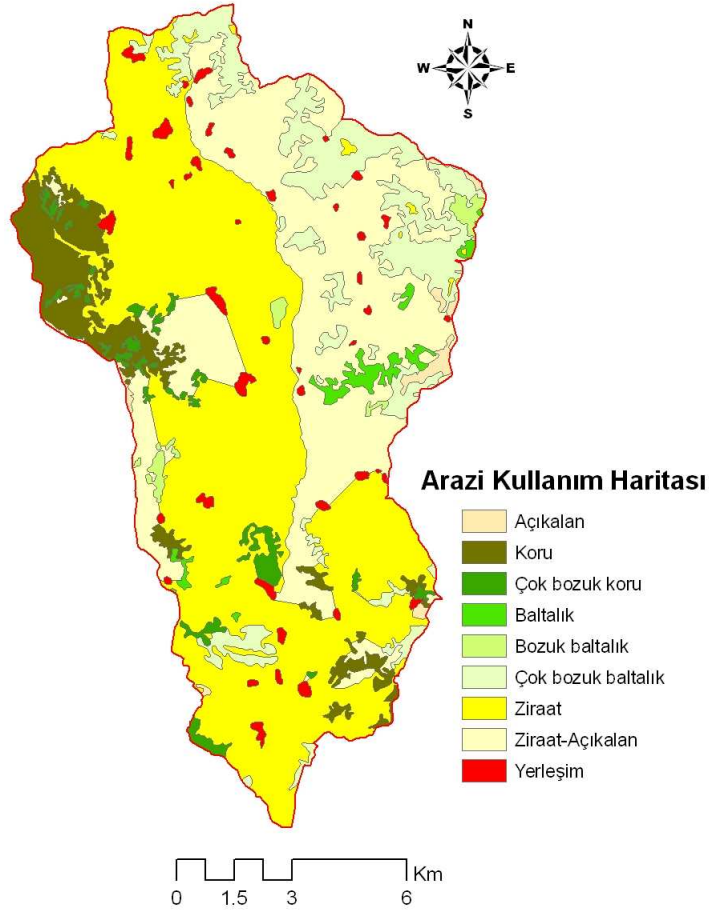 N
W E
S
Arazi Kullanım Haritası
Açıkalan
Koru
Çok bozuk koru
Baltalık
Bozuk baltalık
Çok bozuk baltalık
Ziraat
Ziraat-Açıkalan
Yerleşim
Km
0 1.5 3 6